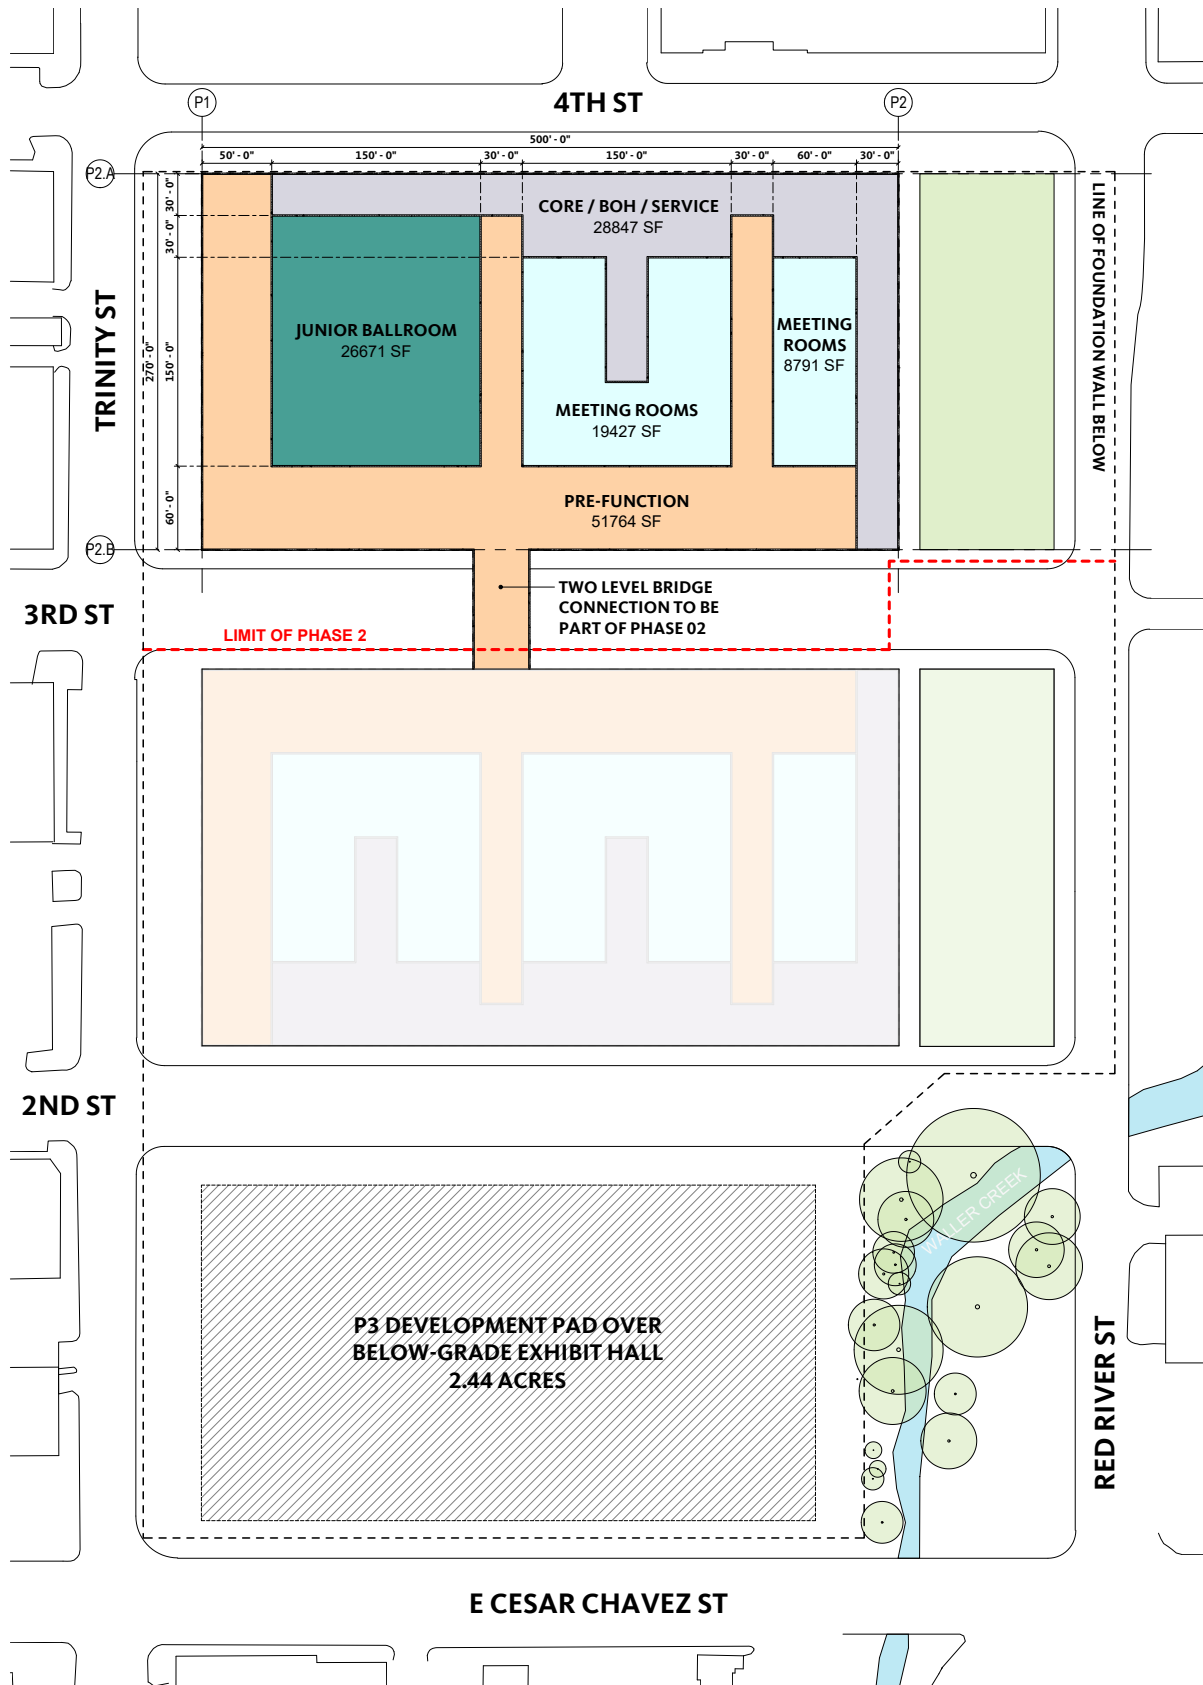 4TH ST
P1
P2
500' - 0"
50' - 0"
150' - 0"
30' - 0"
150' - 0"
30' - 0"
60' - 0"
30' - 0"
P2.A
P2.B
270' - 0"
30' - 0"
30' - 0"
150' - 0"
60' - 0"
TRINITY ST
CORE / BOH / SERVICE
28847 SF
JUNIOR BALLROOM
26671 SF
MEETING
ROOMS
8791 SF
MEETING ROOMS
19427 SF
PRE-FUNCTION
51764 SF
LINE OF FOUNDATION WALL BELOW
TWO LEVEL BRIDGE
CONNECTION TO BE
PART OF PHASE 02
3RD ST
LIMIT OF PHASE 2
2ND ST
WALLER CREEK
P3 DEVELOPMENT PAD OVER
BELOW-GRADE EXHIBIT HALL
2.44 ACRES
RED RIVER ST
E CESAR CHAVEZ ST